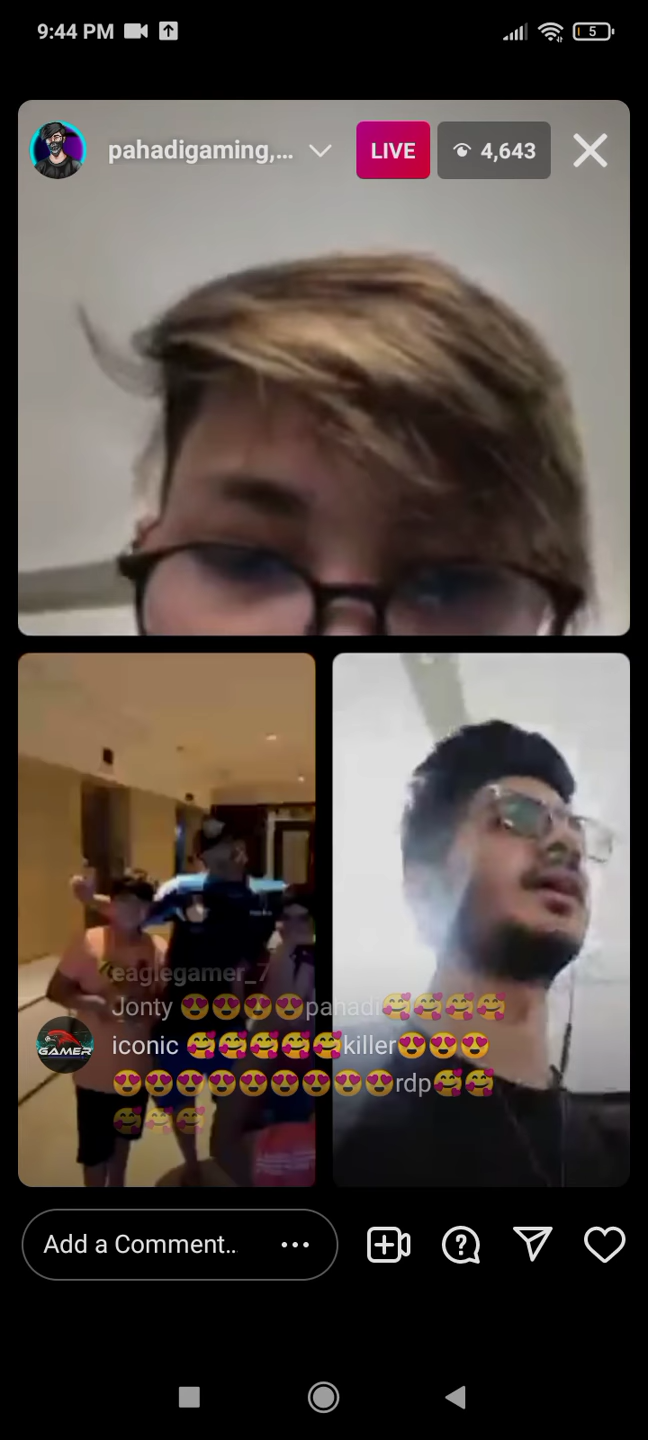 9:44 PM
5
pahadigaming,...
LIVE
4,643
eaglegamer_7
Jonty 😍😍😍😍pahadi🥰🥰🥰🥰
iconic 🥰🥰🥰🥰🥰killer😍😍😍
😍😍😍😍😍😍😍😍😍rdp🥰🥰
🥰🥰🥰
GAMER
Add a Comment..